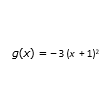 g(x) = −3(x + 1)²